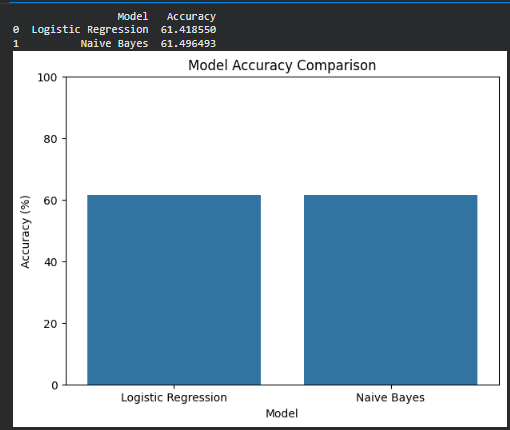 Model Accuracy
0 Logistic Regression 61.418550
1 Naive Bayes 61.496493
Model Accuracy Comparison
100
80
60
40
20
0
Accuracy (%)
Logistic Regression Naive Bayes
Model